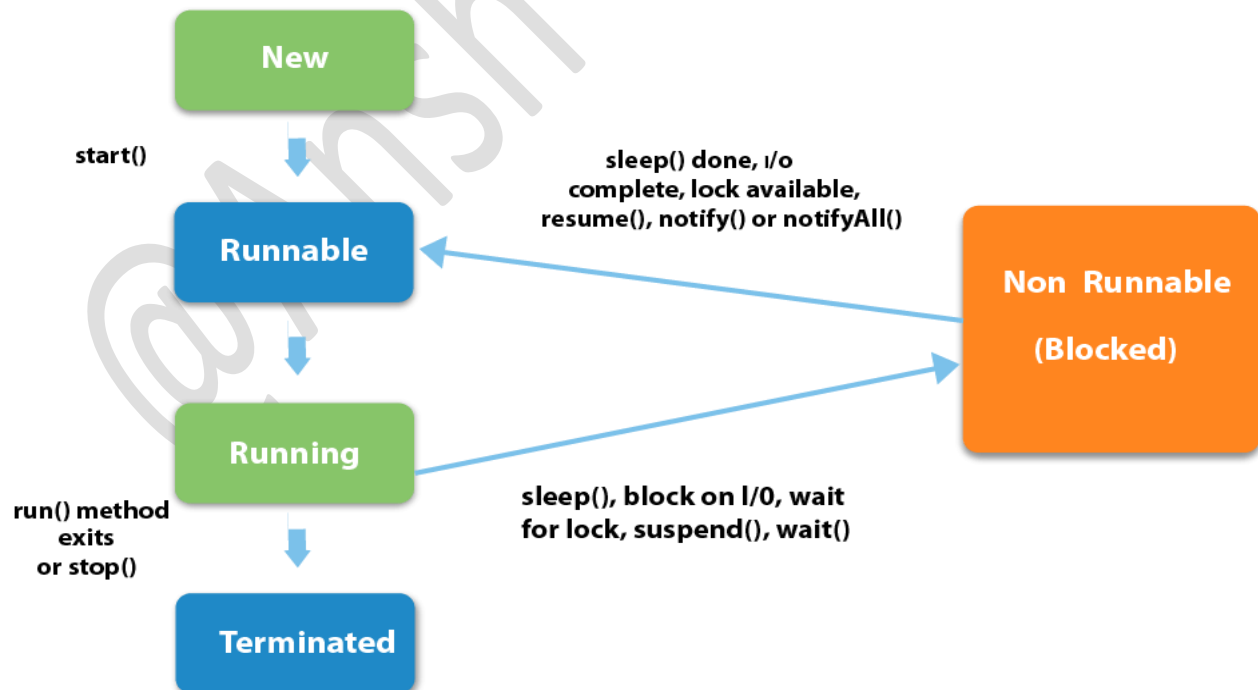 New
start()
sleep() done, I/o
complete, lock available,
resume(), notify() or notifyAll()
Runnable
Non Runnable
(Blocked)
Running
sleep(), block on I/0, wait
for lock, suspend(), wait()
run() method
exits
or stop()
Terminated
@Ansh